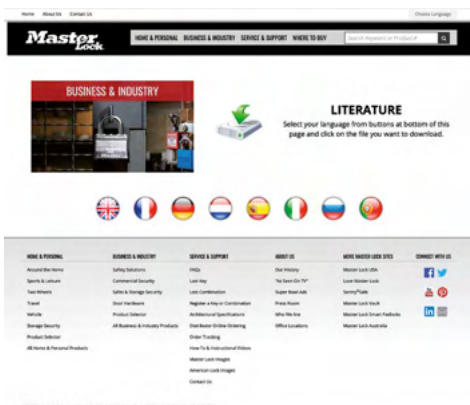 Home About Us Contact Us Choose Language
Master Lock
HOME & PERSONAL BUSINESS & INDUSTRY SERVICE & SUPPORT WHERE TO BUY Search Keyword or Product #
BUSINESS & INDUSTRY
LITERATURE
Select your language from buttons at bottom of this
page and click on the file you want to download.
HOME & PERSONAL
Around the Home
Sports & Leisure
Two Wheels
Travel
Vehicle
Storage Security
Product Selector
All Home & Personal Products
BUSINESS & INDUSTRY
Safety Solutions
Commercial Security
Sales & Storage Security
Door Hardware
Product Selector
All Business & Industry Products
SERVICE & SUPPORT
FAQs
Lost Key
Lost Combination
Register a Key or Combination
Architectural Specifications
Distributor Online Ordering
Order Tracking
How-To & Instructional Videos
Master Lock Images
American Lock Images
Contact Us
ABOUT US
Our History
"As Seen On TV"
Super Bowl Ads
Press Room
Who We Are
Office Locations
MORE MASTER LOCK SITES
Master Lock USA
Love Master Lock
Sentry®Safe
Master Lock Vault
Master Lock Smart Padlocks
Master Lock Australia
CONNECT WITH US